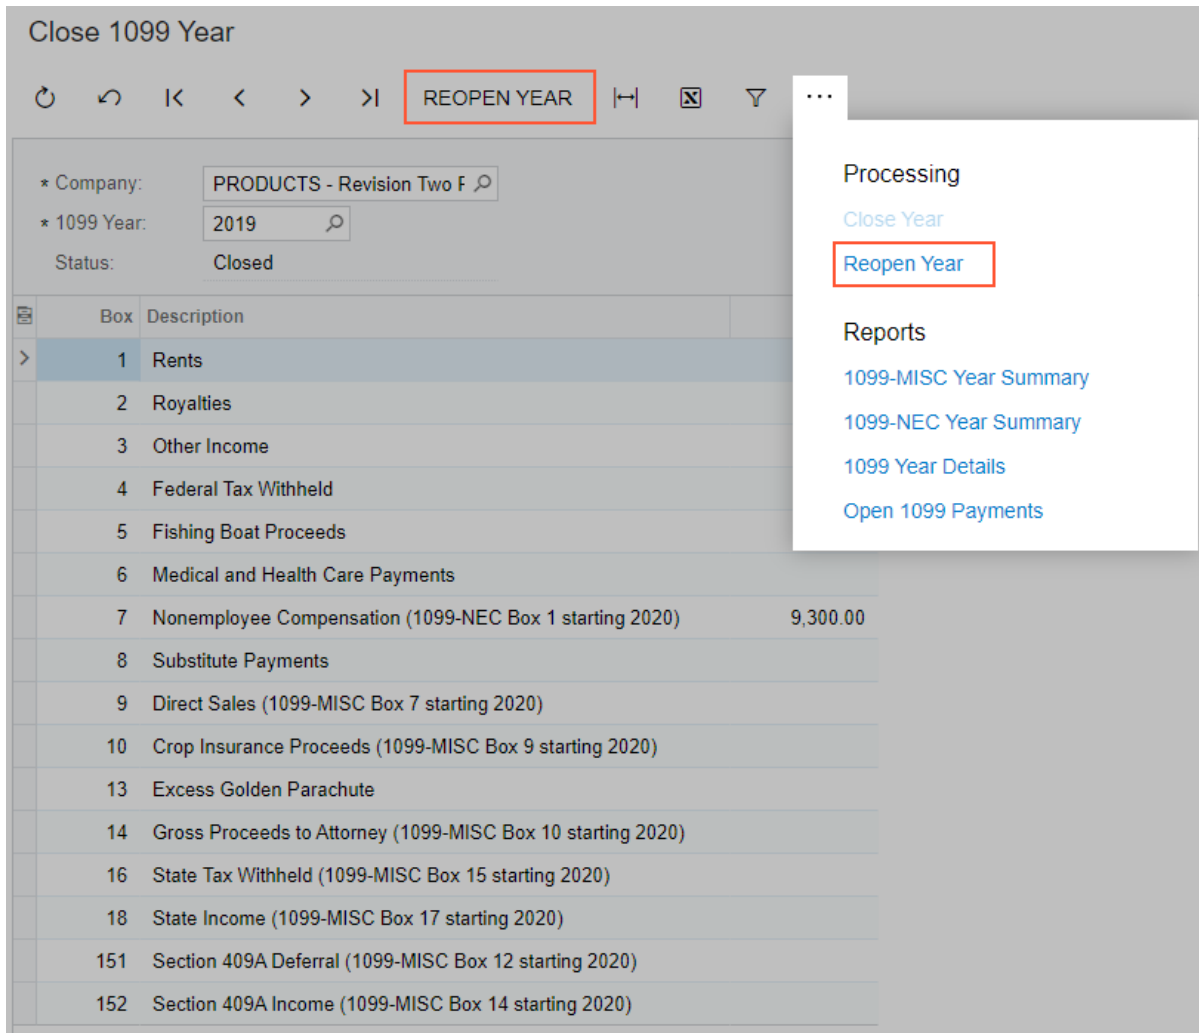 Close 1099 Year
REOPEN YEAR
* Company: PRODUCTS - Revision Two
* 1099 Year: 2019
Status: Closed
Box Description
1 Rents
2 Royalties
3 Other Income
4 Federal Tax Withheld
5 Fishing Boat Proceeds
6 Medical and Health Care Payments
7 Nonemployee Compensation (1099-NEC Box 1 starting 2020) 9,300.00
8 Substitute Payments
9 Direct Sales (1099-MISC Box 7 starting 2020)
10 Crop Insurance Proceeds (1099-MISC Box 9 starting 2020)
13 Excess Golden Parachute
14 Gross Proceeds to Attorney (1099-MISC Box 10 starting 2020)
16 State Tax Withheld (1099-MISC Box 15 starting 2020)
18 State Income (1099-MISC Box 17 starting 2020)
151 Section 409A Deferral (1099-MISC Box 12 starting 2020)
152 Section 409A Income (1099-MISC Box 14 starting 2020)
Processing
Close Year
Reopen Year
Reports
1099-MISC Year Summary
1099-NEC Year Summary
1099 Year Details
Open 1099 Payments